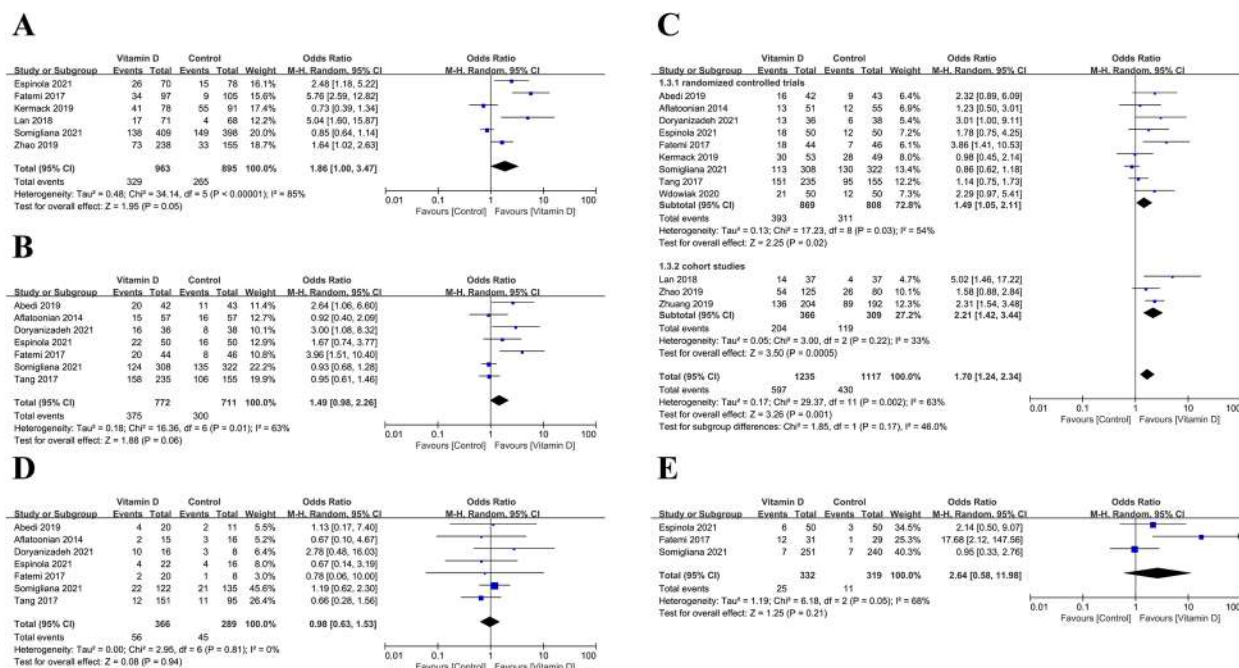 A
Vitamin D Control Odds Ratio Odds Ratio
Study or Subgroup Events Total Events Total Weight M-H. Random. 95% CI M-H. Random. 95% CI
Espinola 2021 26 70 15 78 16.1% 2.48 [1.18, 5.22]
Fatemi 2017 34 97 9 105 15.4% 5.76 [2.59, 12.82]
Kermack 2019 41 78 55 91 17.4% 0.73 [0.39, 1.34]
Lan 2018 17 71 4 68 11.5% 5.04 [1.60, 15.87]
Somigliana 2021 138 409 149 398 20.9% 0.85 [0.64, 1.14]
Zhao 2019 73 238 33 155 18.7% 1.64 [1.02, 2.63]
Total (95% CI) 963 895 100.0% 1.86 [1.00, 3.47]
Total events 329 265
Heterogeneity: Tau² = 0.48; Chi² = 34.14, df = 5 (P < 0.00001); I² = 85%
Test for overall effect: Z = 1.95 (P = 0.05)
0.01 0.1 1 10 100
Favours [Control] Favours [Vitamin D]
B
Vitamin D Control Odds Ratio Odds Ratio
Study or Subgroup Events Total Events Total Weight M-H. Random. 95% CI M-H. Random. 95% CI
Abedi 2019 20 42 11 43 11.4% 2.64 [1.06, 6.60]
Aflatoonian 2014 15 57 16 57 12.9% 0.92 [0.40, 2.09]
Doryanizadeh 2021 16 36 8 38 10.1% 3.00 [1.08, 8.32]
Espinola 2021 22 50 16 50 13.2% 1.67 [0.74, 3.77]
Fatemi 2017 20 44 8 46 10.8% 3.96 [1.51, 10.40]
Somigliana 2021 124 308 135 322 22.2% 0.93 [0.68, 1.28]
Tang 2017 158 235 106 155 19.9% 0.95 [0.61, 1.46]
Total (95% CI) 772 711 100.0% 1.49 [0.98, 2.26]
Total events 375 300
Heterogeneity: Tau² = 0.18; Chi² = 16.36, df = 6 (P = 0.01); I² = 63%
Test for overall effect: Z = 1.88 (P = 0.06)
0.01 0.1 1 10 100
Favours [Control] Favours [Vitamin D]
D
Vitamin D Control Odds Ratio Odds Ratio
Study or Subgroup Events Total Events Total Weight M-H. Random. 95% CI M-H. Random. 95% CI
Abedi 2019 4 20 2 11 5.5% 1.13 [0.17, 7.40]
Aflatoonian 2014 2 15 3 16 5.2% 0.67 [0.10, 4.67]
Doryanizadeh 2021 10 16 3 8 6.3% 2.78 [0.48, 16.03]
Espinola 2021 4 22 4 16 8.0% 0.67 [0.14, 3.19]
Fatemi 2017 2 20 1 8 3.0% 0.78 [0.06, 10.00]
Somigliana 2021 22 122 21 135 45.6% 1.19 [0.62, 2.30]
Tang 2017 12 151 11 95 26.4% 0.66 [0.28, 1.56]
Total (95% CI) 366 289 100.0% 0.98 [0.63, 1.53]
Total events 56 45
Heterogeneity: Tau² = 0.00; Chi² = 2.95, df = 6 (P = 0.81); I² = 0%
Test for overall effect: Z = 0.08 (P = 0.94)
0.01 0.1 1 10 100
Favours [Control] Favours [Vitamin D]
C
Vitamin D Control Odds Ratio Odds Ratio
Study or Subgroup Events Total Events Total Weight M-H. Random. 95% CI M-H. Random. 95% CI
1.3.1 randomized controlled trials
Abedi 2019 16 42 9 43 6.4% 2.32 [0.89, 6.09]
Aflatoonian 2014 13 51 12 55 7.0% 1.23 [0.50, 3.01]
Doryanizadeh 2021 13 36 6 38 5.4% 3.01 [1.00, 9.11]
Espinola 2021 18 50 12 50 7.5% 1.78 [0.75, 4.25]
Fatemi 2017 18 44 7 46 6.1% 3.86 [1.41, 10.53]
Kermack 2019 30 53 28 49 8.3% 0.98 [0.45, 2.14]
Somigliana 2021 113 308 130 322 13.4% 0.86 [0.62, 1.18]
Tang 2017 151 235 95 155 12.1% 1.14 [0.75, 1.73]
Wdowiak 2020 21 50 12 50 7.5% 2.29 [0.97, 5.41]
Subtotal (95% CI) 869 808 72.8% 1.49 [1.05, 2.11]
Total events 393 311
Heterogeneity: Tau² = 0.13; Chi² = 17.23, df = 8 (P = 0.03); I² = 54%
Test for overall effect: Z = 2.25 (P = 0.02)
1.3.2 cohort studies
Lan 2018 14 37 4 37 4.7% 5.02 [1.46, 17.22]
Zhao 2019 54 125 26 80 10.1% 1.58 [0.88, 2.84]
Zhuang 2019 136 204 89 192 12.3% 2.31 [1.54, 3.48]
Subtotal (95% CI) 366 309 27.2% 2.21 [1.42, 3.44]
Total events 204 119
Heterogeneity: Tau² = 0.05; Chi² = 3.00, df = 2 (P = 0.22); I² = 33%
Test for overall effect: Z = 3.50 (P = 0.0005)
Total (95% CI) 1235 1117 100.0% 1.70 [1.24, 2.34]
Total events 597 430
Heterogeneity: Tau² = 0.17; Chi² = 29.37, df = 11 (P = 0.002); I² = 63%
Test for overall effect: Z = 3.26 (P = 0.001)
Test for subgroup differences: Chi² = 1.85, df = 1 (P = 0.17), I² = 46.0%
0.01 0.1 1 10 100
Favours [Control] Favours [Vitamin D]
E
Vitamin D Control Odds Ratio Odds Ratio
Study or Subgroup Events Total Events Total Weight M-H. Random. 95% CI M-H. Random. 95% CI
Espinola 2021 6 50 3 50 34.5% 2.14 [0.50, 9.07]
Fatemi 2017 12 31 1 29 25.3% 17.68 [2.12, 147.56]
Somigliana 2021 7 251 7 240 40.3% 0.95 [0.33, 2.76]
Total (95% CI) 332 319 100.0% 2.64 [0.58, 11.98]
Total events 25 11
Heterogeneity: Tau² = 1.19; Chi² = 6.18, df = 2 (P = 0.05); I² = 68%
Test for overall effect: Z = 1.25 (P = 0.21)
0.01 0.1 1 10 100
Favours [Control] Favours [Vitamin D]